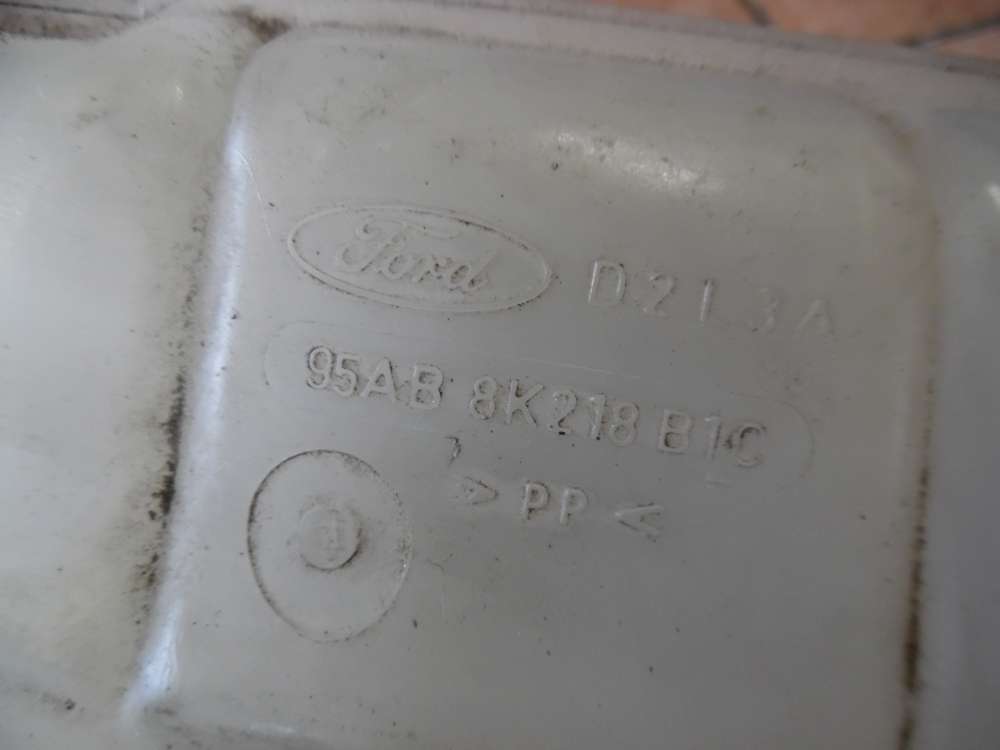 Ford D2L3A
95AB 8K218 B1C
> PP <